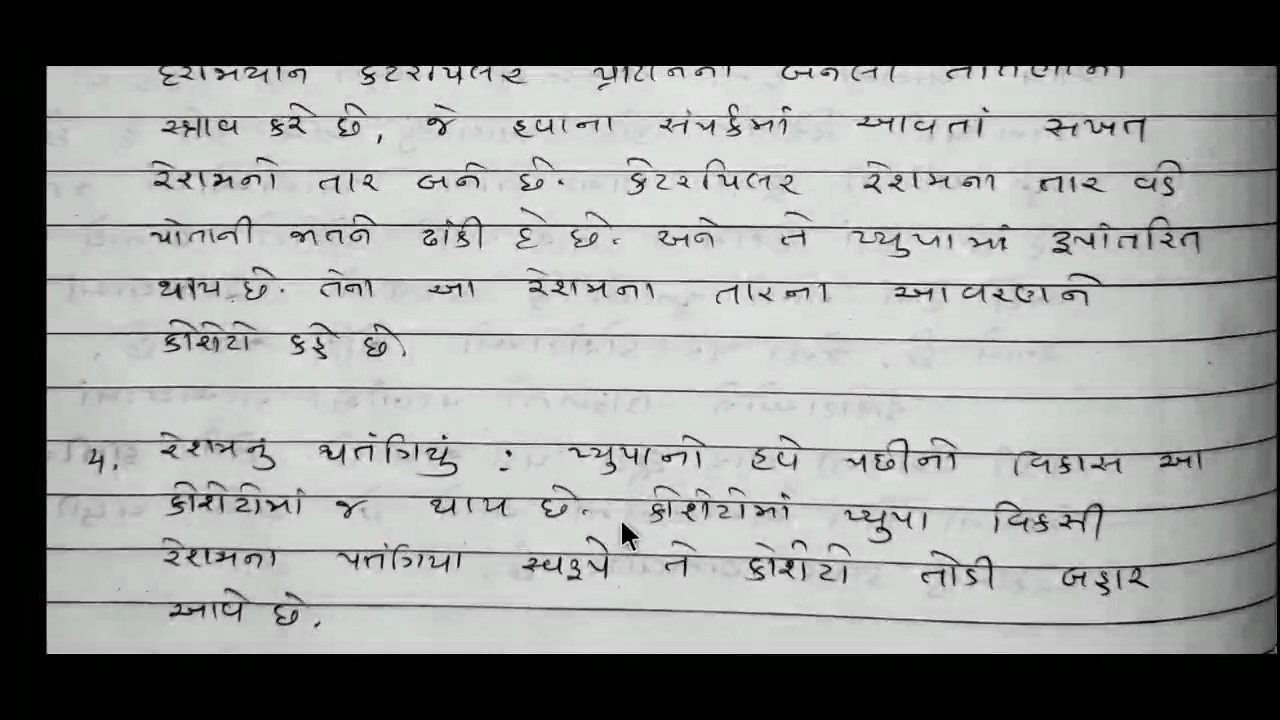 દરમિયાન કેટરપિલર પ્રોટીનના બનેલા તાંતણાનો
સ્ત્રાવ કરે છે, જે હવાના સંપર્કમાં આવતાં સખત
રેશમનો તાર બને છે. કેટરપિલર રેશમના તાર વડે
પોતાની જાતને ઢાંકી દે છે. અને તે પ્યુપામાં રૂપાંતરિત
થાય છે. તેના આ રેશમના તારના આવરણને
કોશેટો કહે છે.
4. રેશમનું પતંગિયું : પ્યુપાનો હવે પછીનો વિકાસ આ
કોશેટોમાં જ થાય છે. કોશેટોમાં પ્યુપા વિકસી
રેશમના પતંગિયા સ્વરૂપે તે કોશેટો તોડી બહાર
આવે છે.